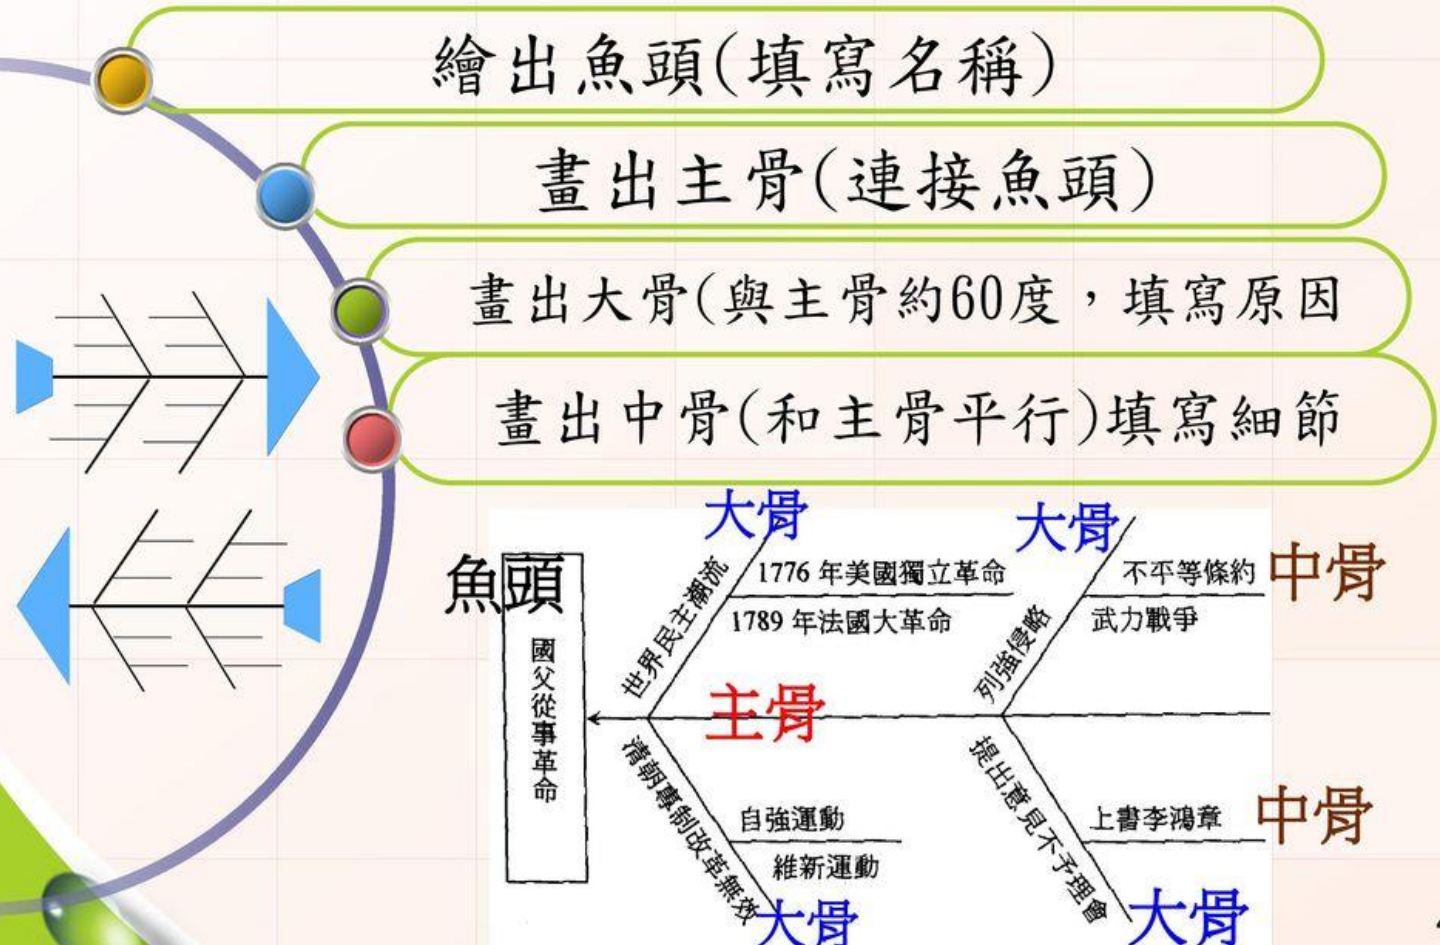 繪出魚頭(填寫名稱)
畫出主骨(連接魚頭)
畫出大骨(與主骨約60度，填寫原因
畫出中骨(和主骨平行)填寫細節
大骨
大骨
魚頭
1776 年美國獨立革命
不平等條約
中骨
世界民主潮流
1789 年法國大革命
列強侵略
武力戰爭
國父從事革命
主骨
清朝專制改革無效
自強運動
提出意見不予理會
上書李鴻章
中骨
維新運動
大骨
大骨